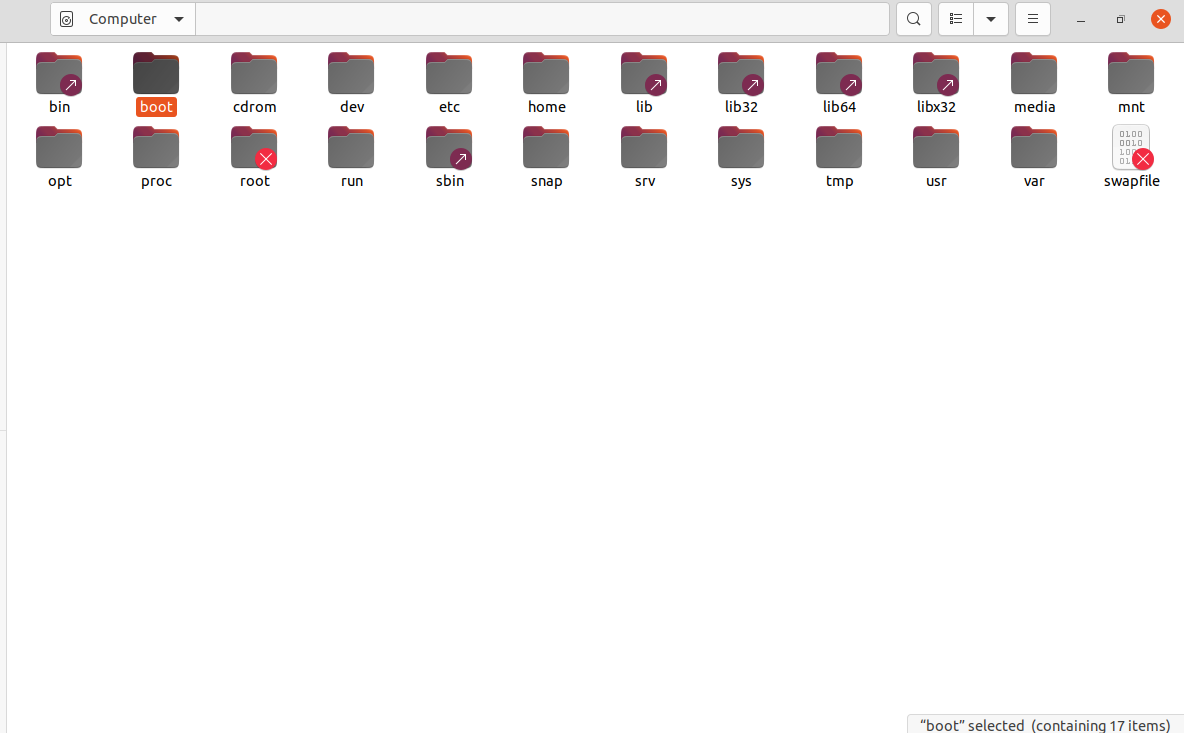 Computer
bin boot cdrom dev etc home lib lib32 lib64 libx32 media mnt
opt proc root run sbin snap srv sys tmp usr var swapfile
“boot” selected (containing 17 items)